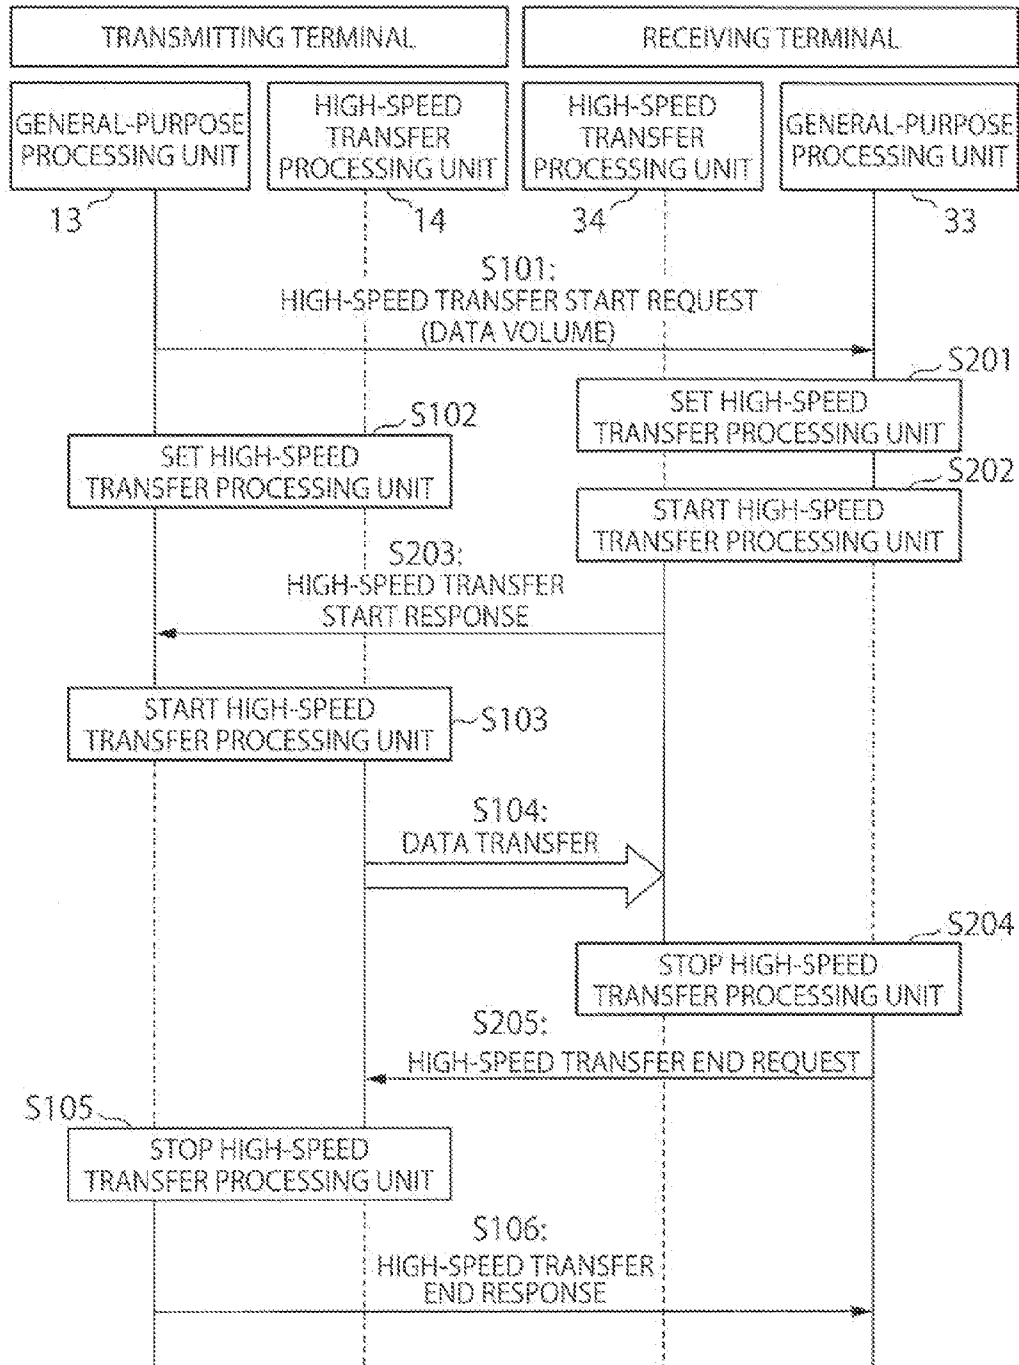 TRANSMITTING TERMINAL
RECEIVING TERMINAL
GENERAL-PURPOSE
PROCESSING UNIT
HIGH-SPEED
TRANSFER
PROCESSING UNIT
HIGH-SPEED
TRANSFER
PROCESSING UNIT
GENERAL-PURPOSE
PROCESSING UNIT
13
14
34
33
S101:
HIGH-SPEED TRANSFER START REQUEST
(DATA VOLUME)
S201
SET HIGH-SPEED
TRANSFER PROCESSING UNIT
S102
SET HIGH-SPEED
TRANSFER PROCESSING UNIT
S202
START HIGH-SPEED
TRANSFER PROCESSING UNIT
S203:
HIGH-SPEED TRANSFER
START RESPONSE
START HIGH-SPEED
TRANSFER PROCESSING UNIT
S103
S104:
DATA TRANSFER
S204
STOP HIGH-SPEED
TRANSFER PROCESSING UNIT
S205:
HIGH-SPEED TRANSFER END REQUEST
S105
STOP HIGH-SPEED
TRANSFER PROCESSING UNIT
S106:
HIGH-SPEED TRANSFER
END RESPONSE